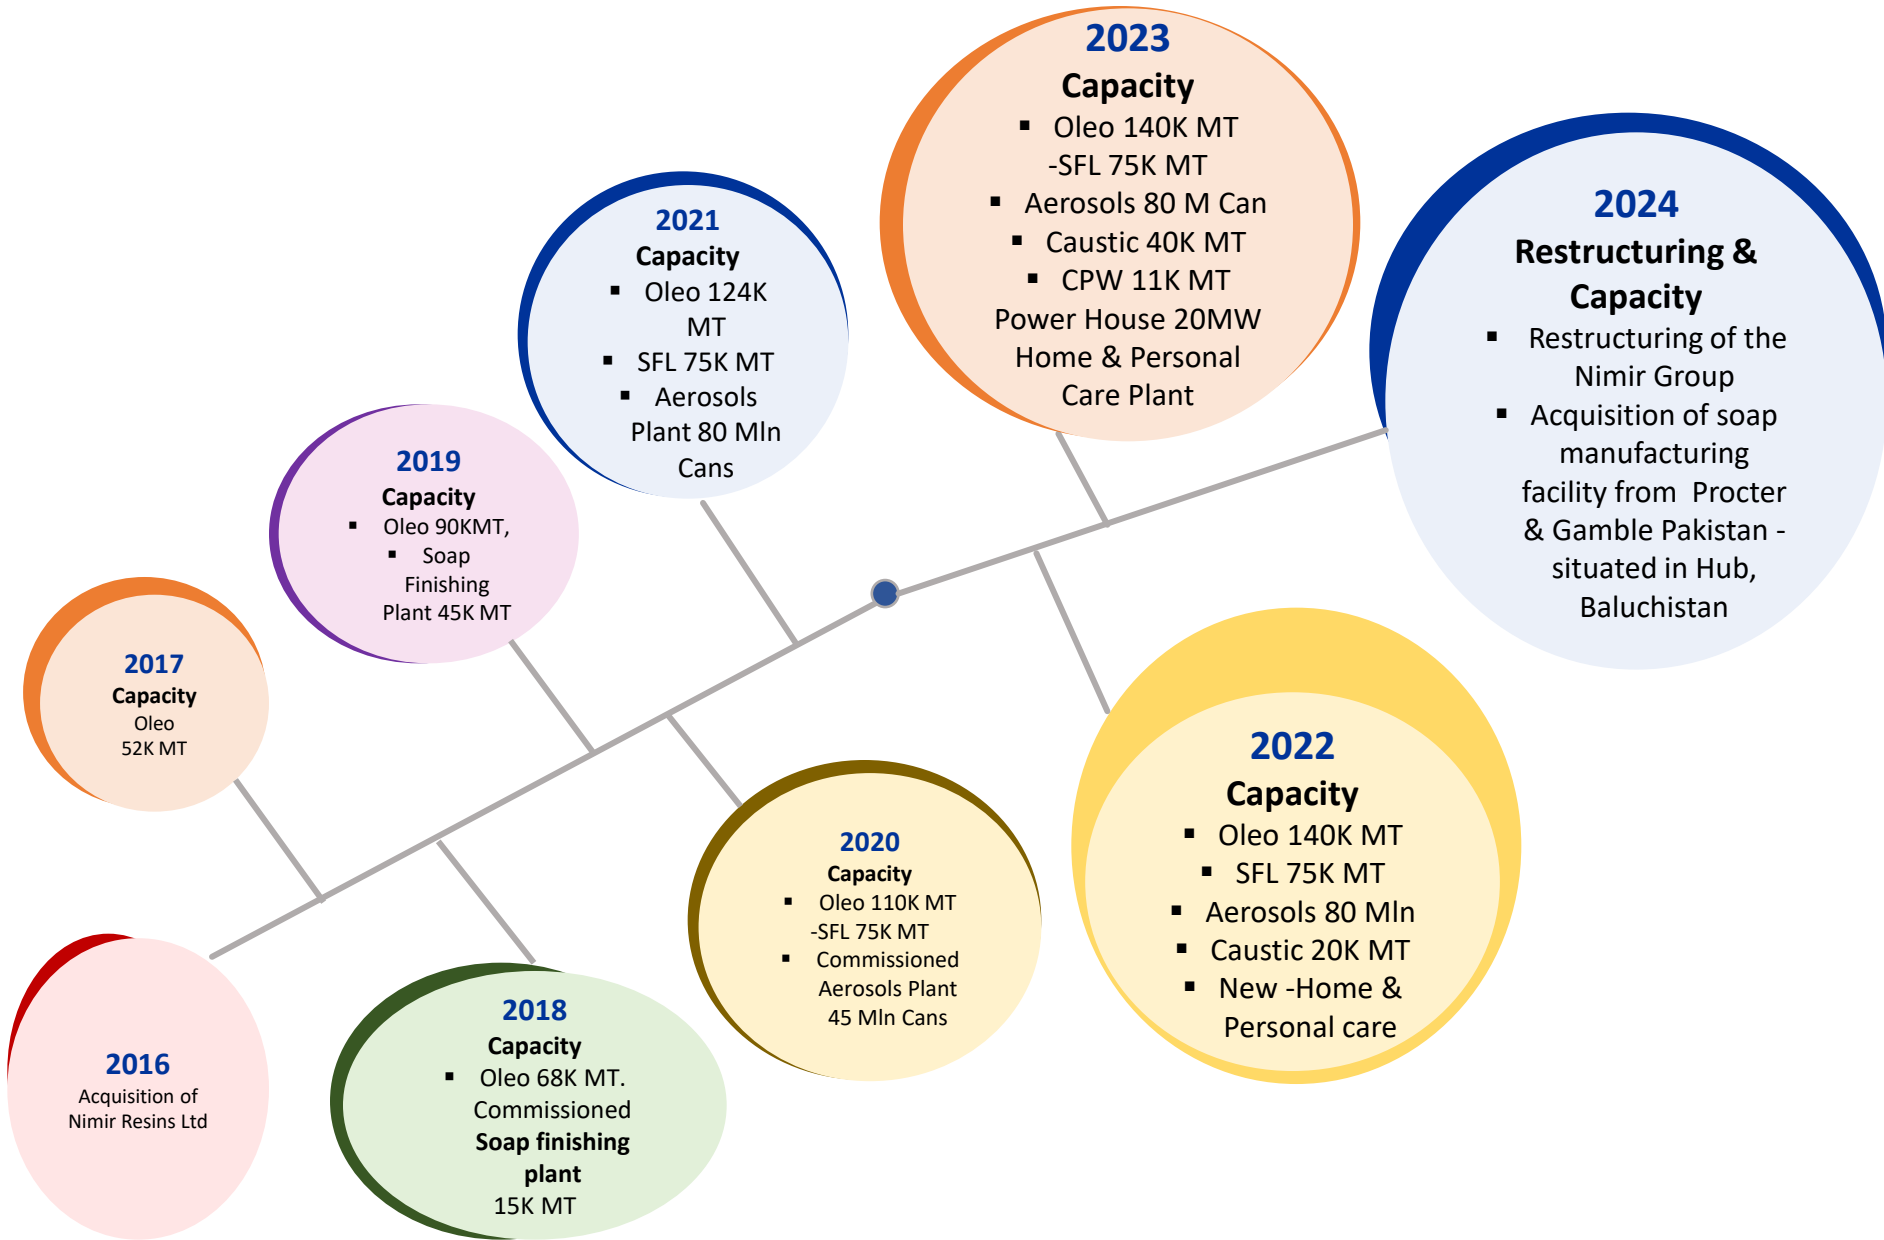 2016
Acquisition of
Nimir Resins Ltd
2017
Capacity
Oleo
52K MT
2018
Capacity
▪ Oleo 68K MT.
Commissioned
Soap finishing
plant
15K MT
2019
Capacity
▪ Oleo 90KMT,
▪ Soap
Finishing
Plant 45K MT
2020
Capacity
▪ Oleo 110K MT
-SFL 75K MT
▪ Commissioned
Aerosols Plant
45 Mln Cans
2021
Capacity
▪ Oleo 124K
MT
▪ SFL 75K MT
▪ Aerosols
Plant 80 Mln
Cans
2022
Capacity
▪ Oleo 140K MT
▪ SFL 75K MT
▪ Aerosols 80 Mln
▪ Caustic 20K MT
▪ New -Home &
Personal care
2023
Capacity
▪ Oleo 140K MT
-SFL 75K MT
▪ Aerosols 80 M Can
▪ Caustic 40K MT
▪ CPW 11K MT
Power House 20MW
Home & Personal
Care Plant
2024
Restructuring &
Capacity
▪ Restructuring of the
Nimir Group
▪ Acquisition of soap
manufacturing
facility from Procter
& Gamble Pakistan -
situated in Hub,
Baluchistan